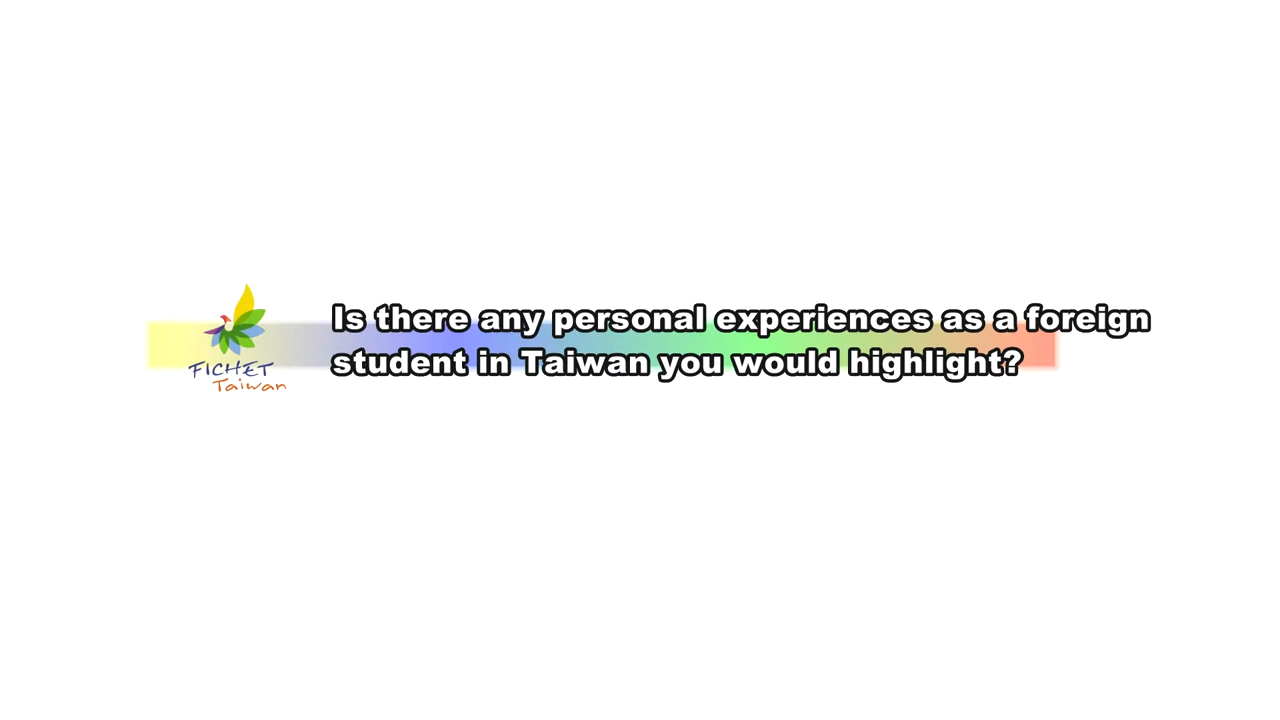 FICHET
Taiwan
Is there any personal experiences as a foreign
student in Taiwan you would highlight?